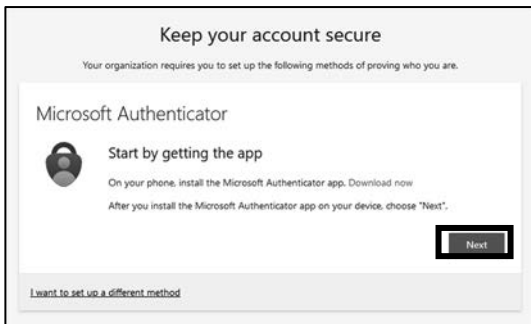 Keep your account secure
Your organization requires you to set up the following methods of proving who you are.
Microsoft Authenticator
Start by getting the app
On your phone, install the Microsoft Authenticator app. Download now
After you install the Microsoft Authenticator app on your device, choose "Next".
Next
I want to set up a different method